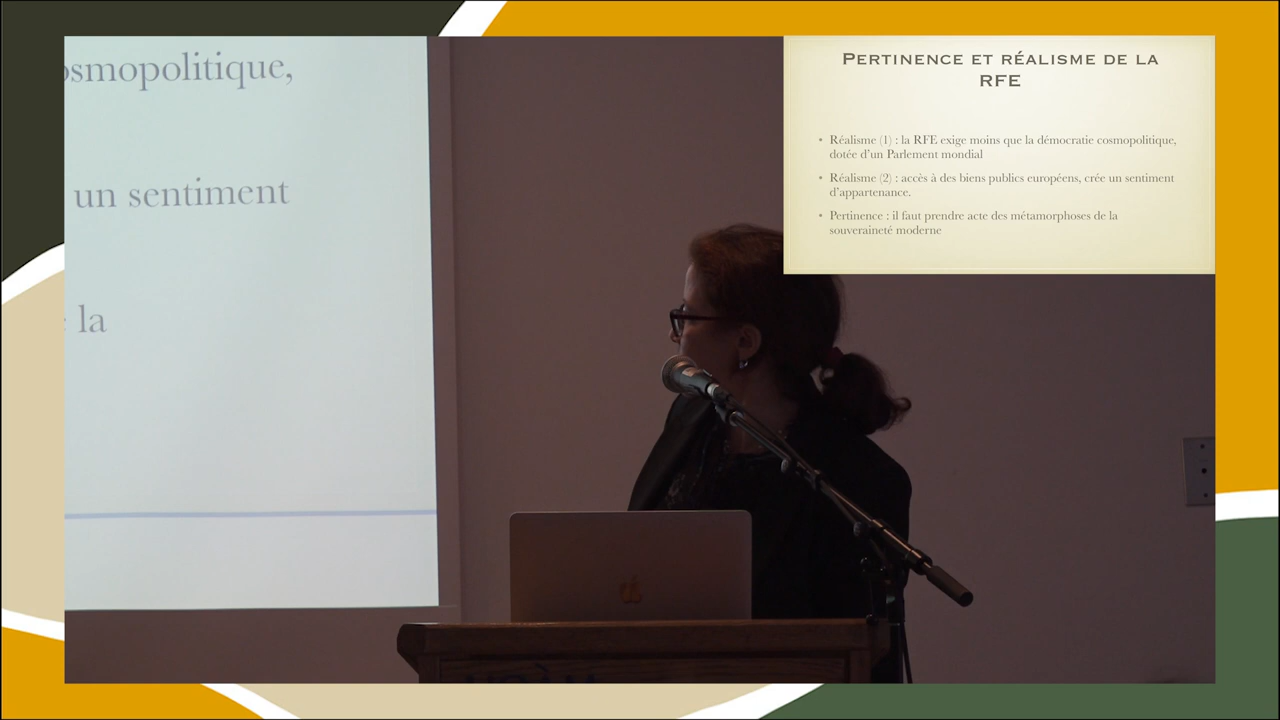 osmopolitique,
un sentiment
la
PERTINENCE ET RÉALISME DE LA
RFE
• Réalisme (1) : la RFE exige moins que la démocratie cosmopolitique,
dotée d'un Parlement mondial
• Réalisme (2) : accès à des biens publics européens, crée un sentiment
d'appartenance.
• Pertinence : il faut prendre acte des métamorphoses de la
souveraineté moderne